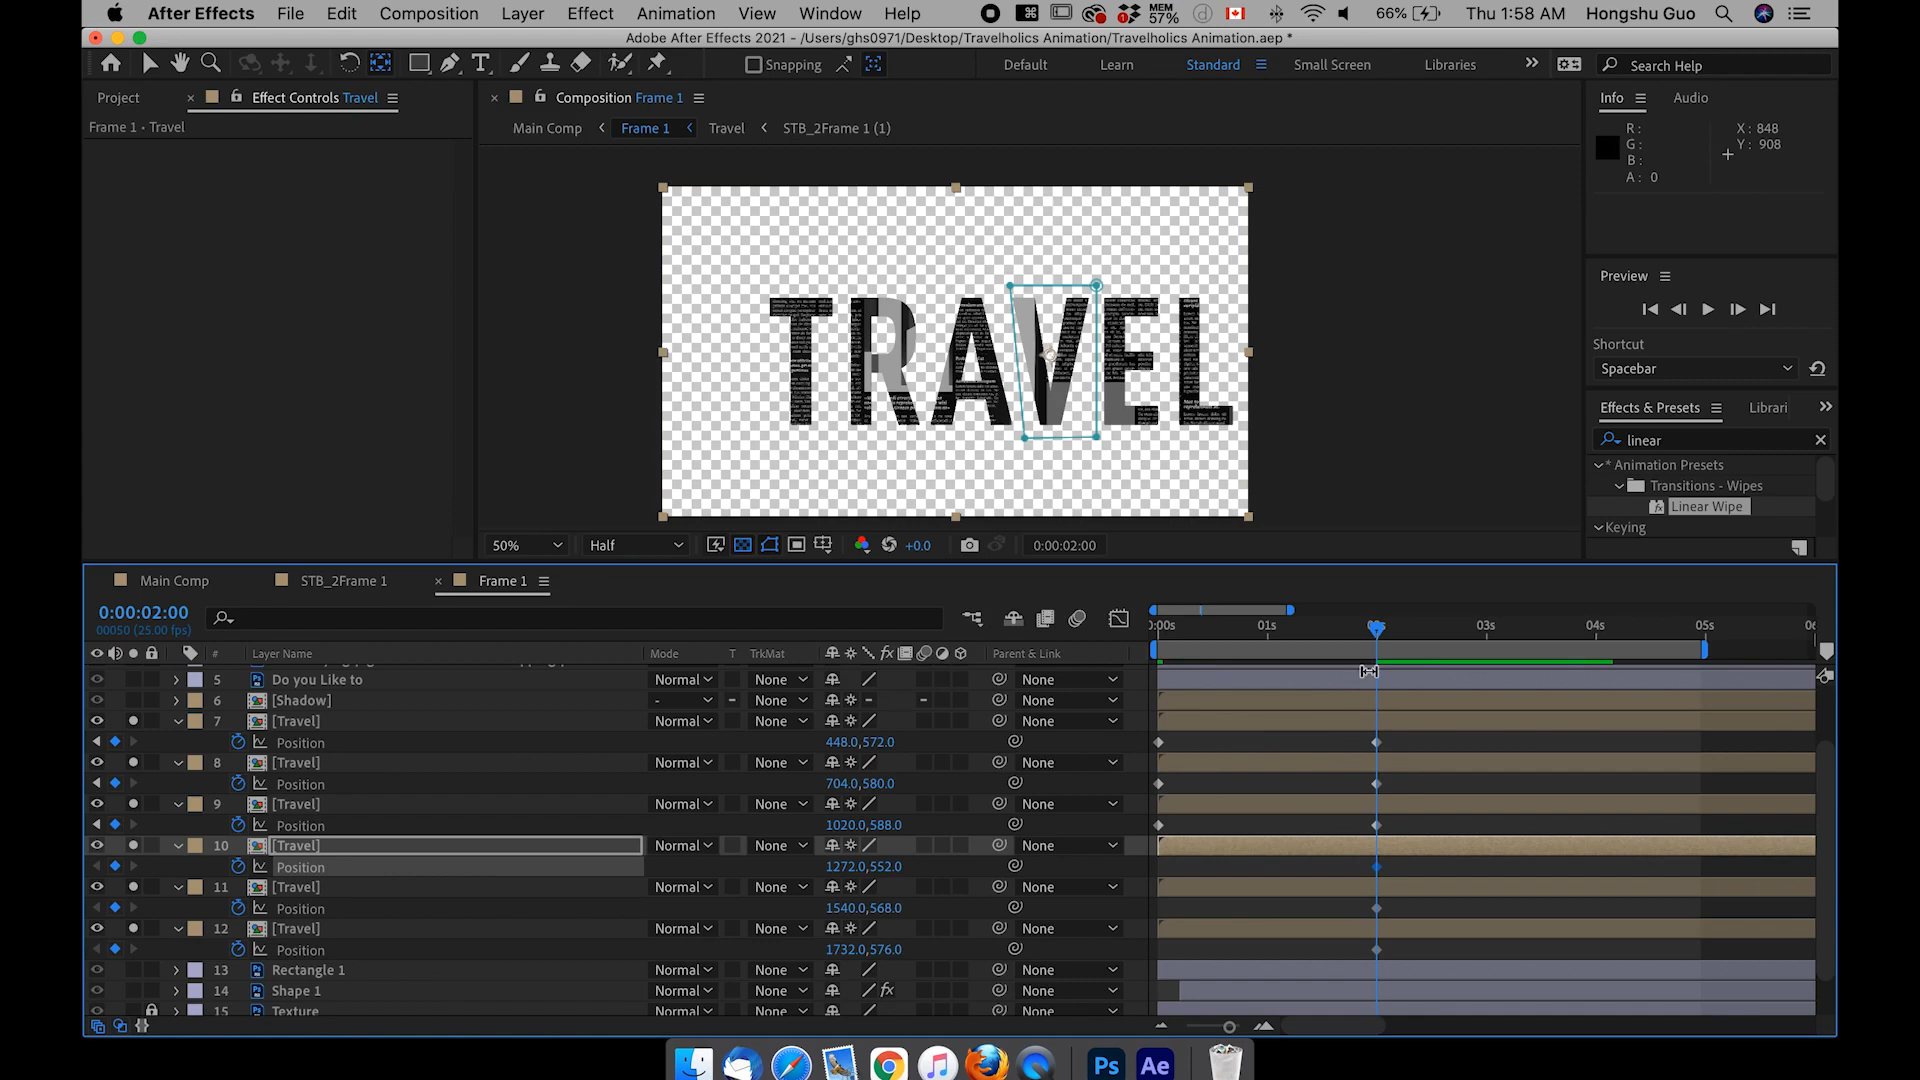 After Effects File Edit Composition Layer Effect Animation View Window Help MEM 57% 66% Thu 1:58 AM Hongshu Guo
Adobe After Effects 2021 - /Users/ghs0971/Desktop/Travelholics Animation/Travelholics Animation.aep *
Snapping Default Learn Standard Small Screen Libraries Search Help
Project Effect Controls Travel Composition Frame 1 Info Audio
Frame 1 • Travel Main Comp Frame 1 Travel STB_2Frame 1 (1)
R: X: 848
G: Y: 908
B:
A: 0
TRAVEL
Preview
Shortcut
Spacebar
Effects & Presets Librari
linear
* Animation Presets
Transitions - Wipes
Linear Wipe
Keying
50% Half +0.0 0:00:02:00
Main Comp STB_2Frame 1 Frame 1
0:00:02:00
00050 (25.00 fps)
:00s 01s 02s 03s 04s 05s
# Layer Name Mode T TrkMat fx Parent & Link
5 Do you Like to Normal None None
6 [Shadow] - None None
7 [Travel] Normal None None
Position 448.0,572.0
8 [Travel] Normal None None
Position 704.0,580.0
9 [Travel] Normal None None
Position 1020.0,588.0
10 [Travel] Normal None None
Position 1272.0,552.0
11 [Travel] Normal None None
Position 1540.0,568.0
12 [Travel] Normal None None
Position 1732.0,576.0
13 Rectangle 1 Normal None None
14 Shape 1 Normal None fx None
15 Texture Normal None None
Ps Ae